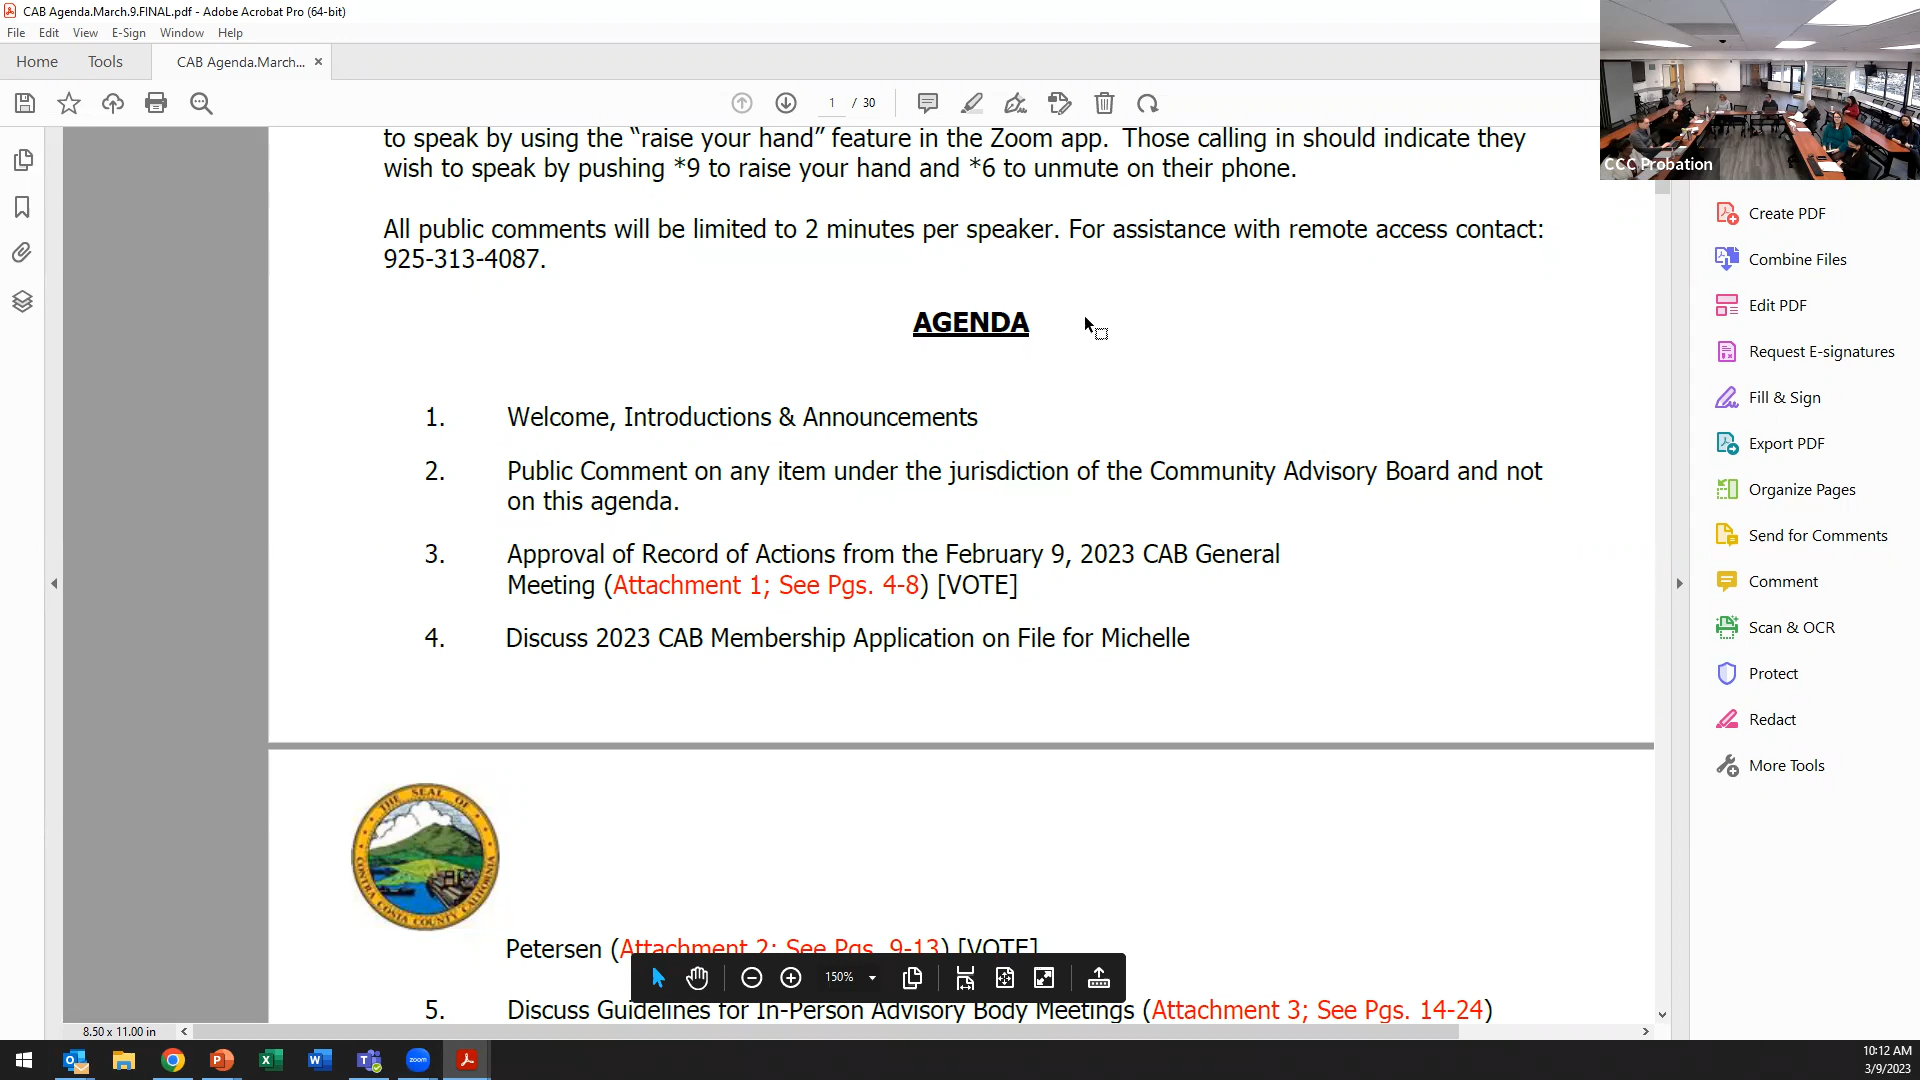 CAB Agenda.March.9.FINAL.pdf - Adobe Acrobat Pro (64-bit)
File Edit View E-Sign Window Help
Home Tools CAB Agenda.March... ×
1 / 30
CCC Probation
to speak by using the “raise your hand” feature in the Zoom app. Those calling in should indicate they
wish to speak by pushing *9 to raise your hand and *6 to unmute on their phone.
All public comments will be limited to 2 minutes per speaker. For assistance with remote access contact:
925-313-4087.
AGENDA
1. Welcome, Introductions & Announcements
2. Public Comment on any item under the jurisdiction of the Community Advisory Board and not
on this agenda.
3. Approval of Record of Actions from the February 9, 2023 CAB General
Meeting (Attachment 1; See Pgs. 4-8) [VOTE]
4. Discuss 2023 CAB Membership Application on File for Michelle
THE SEAL OF
CONTRA COSTA COUNTY CALIFORNIA
Petersen (Attachment 2; See Pgs. 9-13) [VOTE]
150%
5. Discuss Guidelines for In-Person Advisory Body Meetings (Attachment 3; See Pgs. 14-24)
8.50 x 11.00 in
Create PDF
Combine Files
Edit PDF
Request E-signatures
Fill & Sign
Export PDF
Organize Pages
Send for Comments
Comment
Scan & OCR
Protect
Redact
More Tools
zoom
10:12 AM
3/9/2023